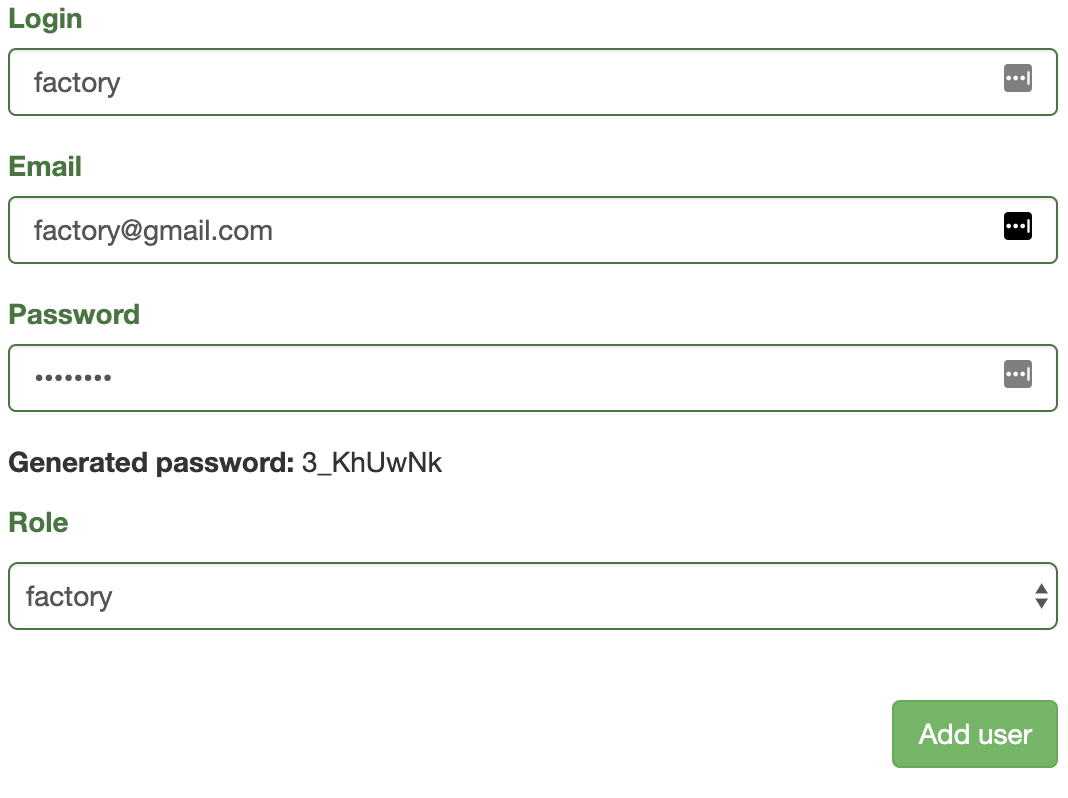 Login
factory
Email
factory@gmail.com
Password
••••••••
Generated password: 3_KhUwNk
Role
factory
Add user